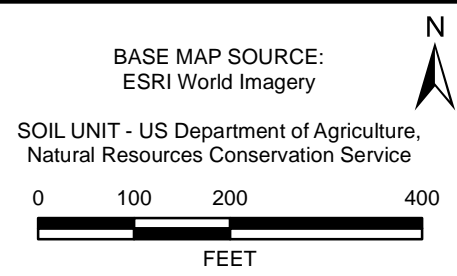 N
BASE MAP SOURCE:
ESRI World Imagery
SOIL UNIT - US Department of Agriculture,
Natural Resources Conservation Service
0 100 200 400
FEET